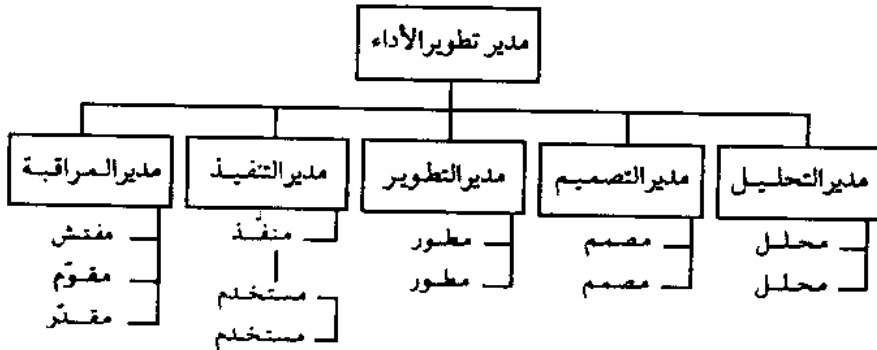 مدير تطوير الأداء
مدير التحليل
محلل
محلل
مدير التصميم
مصمم
مصمم
مدير التطوير
مطور
مطور
مدير التنفيذ
منفّذ
مستخدم
مستخدم
مدير المراقبة
مفتش
مقوّم
مقدّر